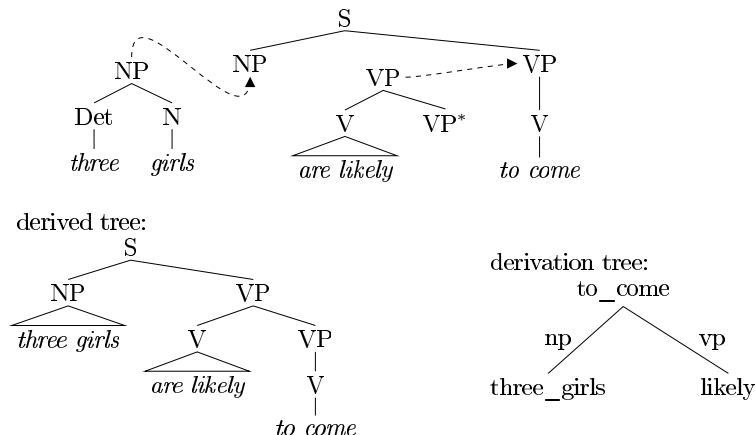 S
NP NP VP VP
Det N V VP* V
three girls are likely to come
derived tree:
S
NP VP
three girls V VP
are likely V
to come
derivation tree:
to_come
np vp
three_girls likely